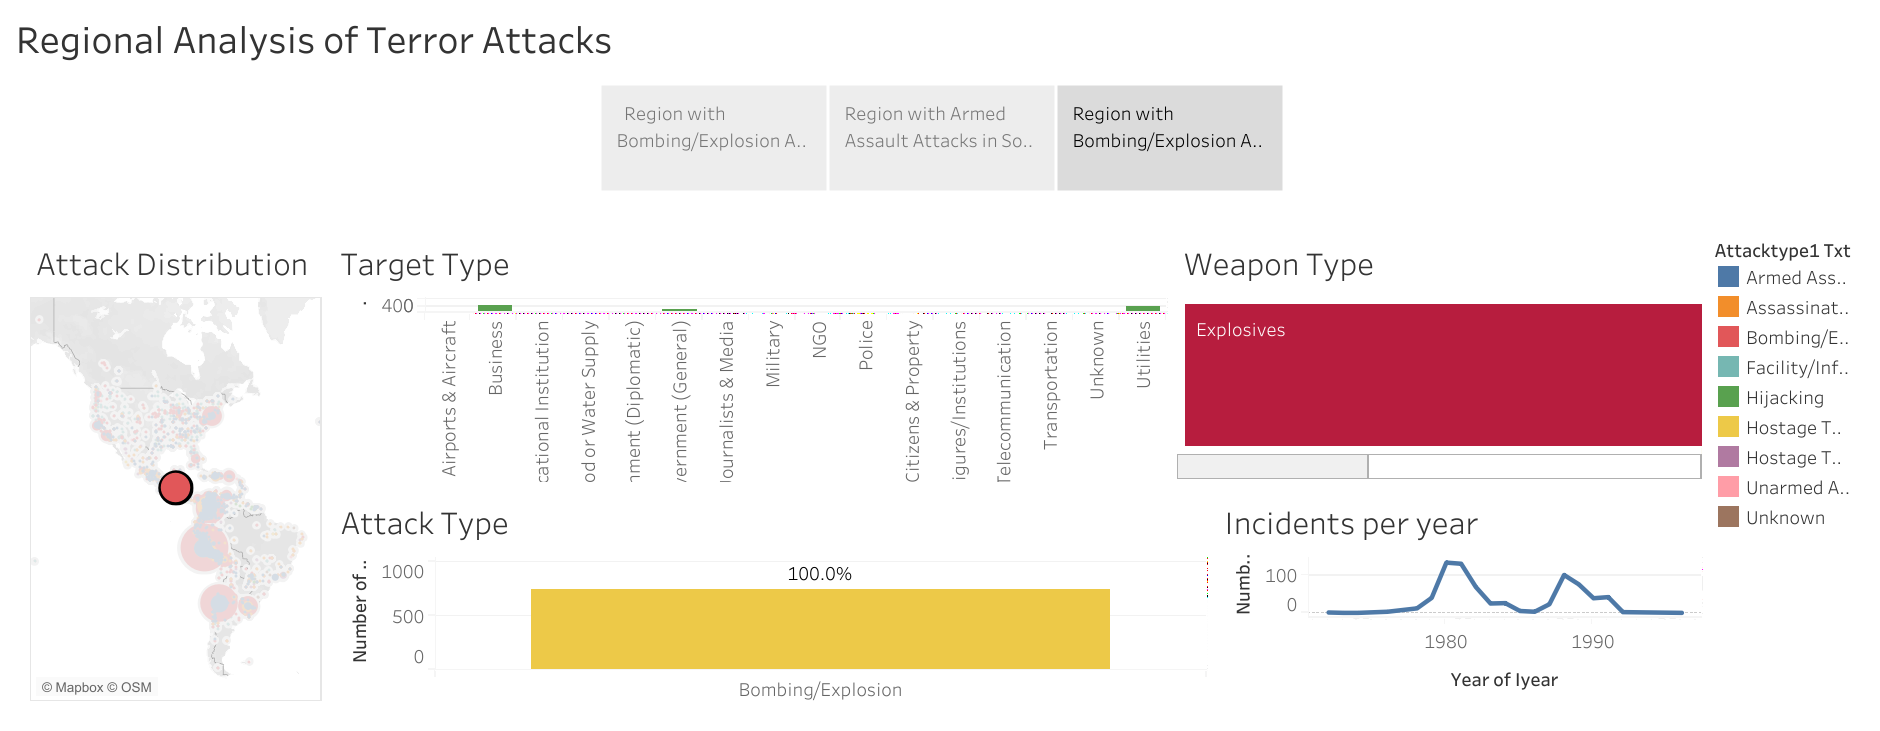 Regional Analysis of Terror Attacks
Region with
Bombing/Explosion A..
Region with Armed
Assault Attacks in So..
Region with
Bombing/Explosion A..
Attack Distribution
© Mapbox © OSM
Target Type
400
Airports & Aircraft
Business
cational Institution
od or Water Supply
nment (Diplomatic)
ernment (General)
Journalists & Media
Military
NGO
Police
Citizens & Property
igures/Institutions
Telecommunication
Transportation
Unknown
Utilities
Weapon Type
Explosives
Attacktype1 Txt
Armed Ass..
Assassinat..
Bombing/E..
Facility/Inf..
Hijacking
Hostage T..
Hostage T..
Unarmed A..
Unknown
Attack Type
Number of ..
1000
500
0
100.0%
Bombing/Explosion
Incidents per year
Numb..
100
0
1980
1990
Year of Iyear